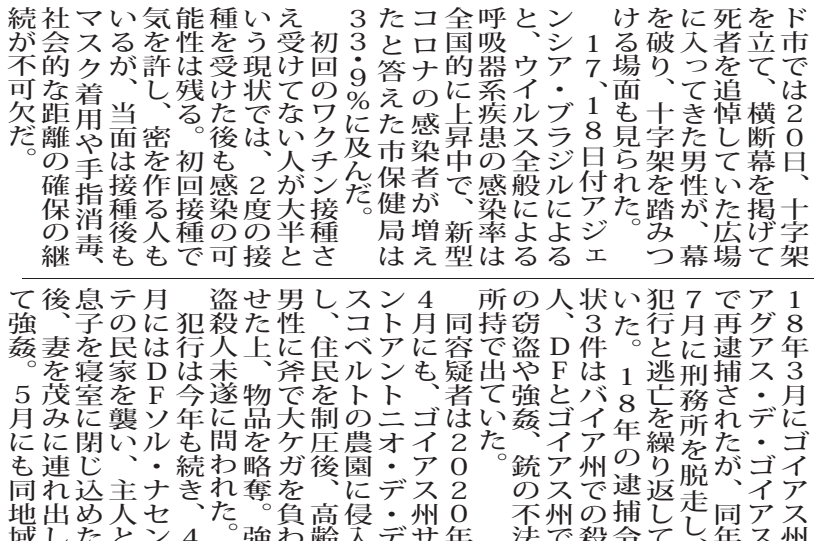 ド市では２０日、十字架
を立て、横断幕を掲げて
死者を追悼していた広場
に入ってきた男性が、幕
を破り、十字架を踏みつ
ける場面も見られた。
１７、１８日付アジェ
ンシア・ブラジルによる
と、ウイルス全般による
呼吸器系疾患の感染率は
全国的に上昇中で、新型
コロナの感染者が増え
たと答えた市保健局は
３３・９％に及んだ。
初回のワクチン接種さ
え受けてない人が大半と
いう現状では、２度の接
種を受けた後も感染の可
能性は残る。初回接種で
気を許し、密を作る人も
いるが、当面は接種後も
マスク着用や手指消毒、
社会的な距離の確保の継
続が不可欠だ。
１８年３月にゴイアス州
アグアス・デ・ゴイアス
で再逮捕されたが、同年
７月に刑務所を脱走し、
犯行と逃亡を繰り返して
いた。１８年の逮捕令
状３件はバイア州での殺
人、ＤＦとゴイアス州で
の窃盗や強姦、銃の不法
所持で出ていた。
同容疑者は２０２０年
４月にも、ゴイアス州サ
ントアントニオ・デ・デ
スコベルトの農園に侵入
し、住民を制圧後、高齢
男性に斧で大ケガを負わ
せた上、物品を略奪。強
盗殺人未遂に問われた。
犯行は今年も続き、４
月にはＤＦソル・ナセン
テの民家を襲い、主人と
息子を寝室に閉じ込めた
後、妻を茂みに連れ出し
て強姦。５月にも同地域